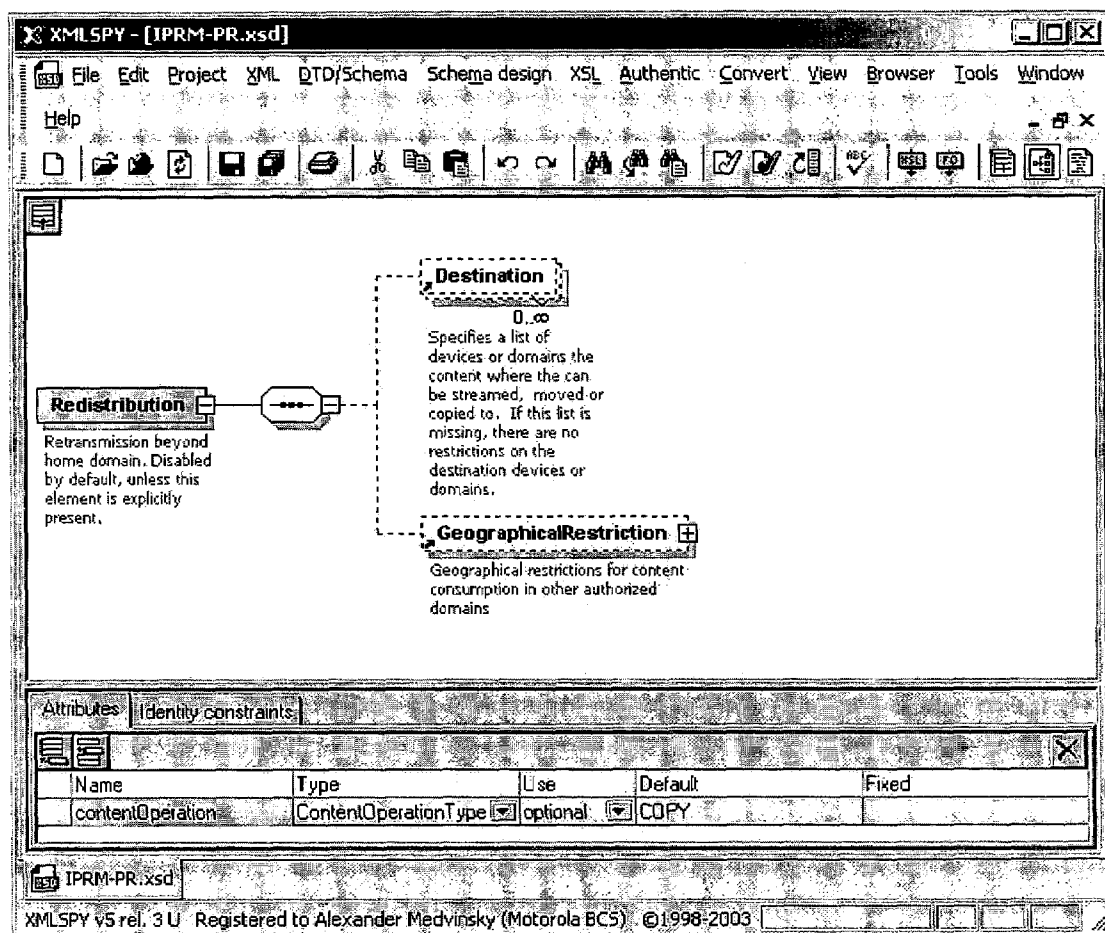 XMLSPY - [IPRM-PR.xsd]
File Edit Project XML DTD/Schema Schema design XSL Authentic Convert View Browser Tools Window
Help
Destination
0..∞
Specifies a list of
devices or domains the
content where the can
be streamed, moved or
copied to. If this list is
missing, there are no
restrictions on the
destination devices or
domains.
Redistribution
Retransmission beyond
home domain. Disabled
by default, unless this
element is explicitly
present.
GeographicalRestriction
Geographical restrictions for content
consumption in other authorized
domains
Attributes Identity constraints
Name Type Use Default Fixed
contentOperation ContentOperationType optional COPY
IPRM-PR.xsd
XMLSPY v5 rel. 3 U Registered to Alexander Medvinsky (Motorola BCS) ©1998-2003